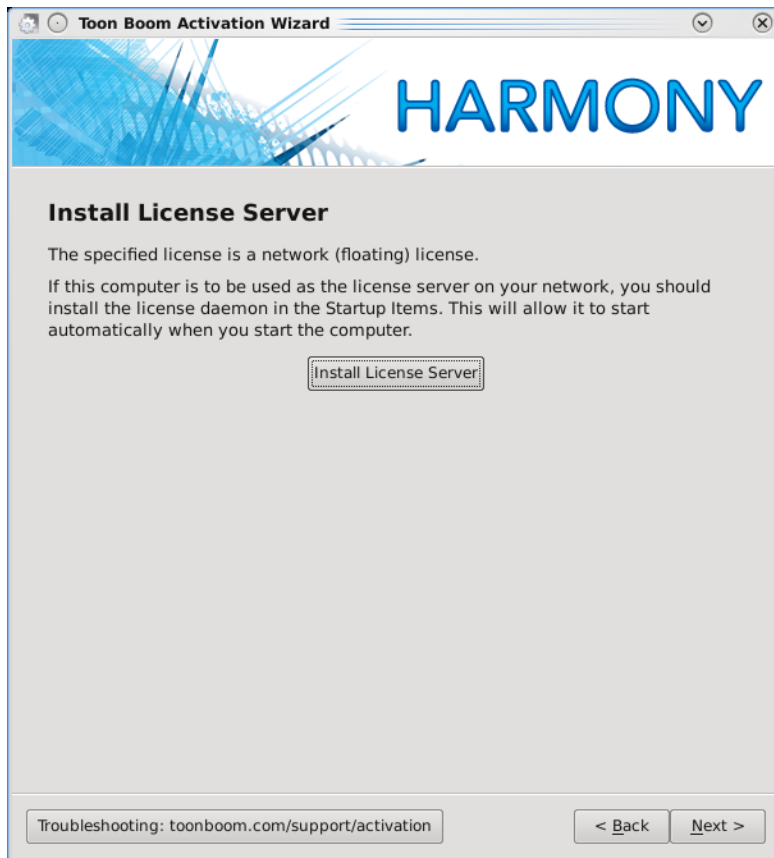 Toon Boom Activation Wizard
HARMONY
Install License Server
The specified license is a network (floating) license.
If this computer is to be used as the license server on your network, you should
install the license daemon in the Startup Items. This will allow it to start
automatically when you start the computer.
Install License Server
Troubleshooting: toonboom.com/support/activation
< Back
Next >